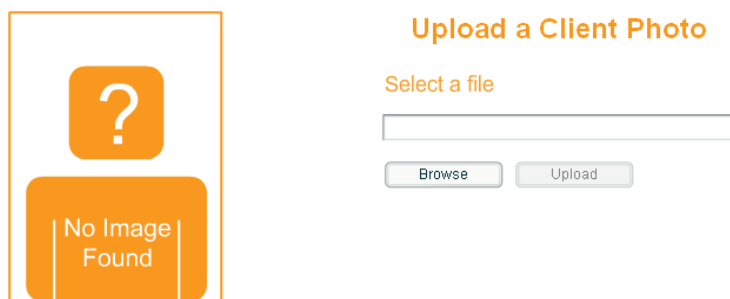 ?
No Image
Found
Upload a Client Photo
Select a file
Browse
Upload